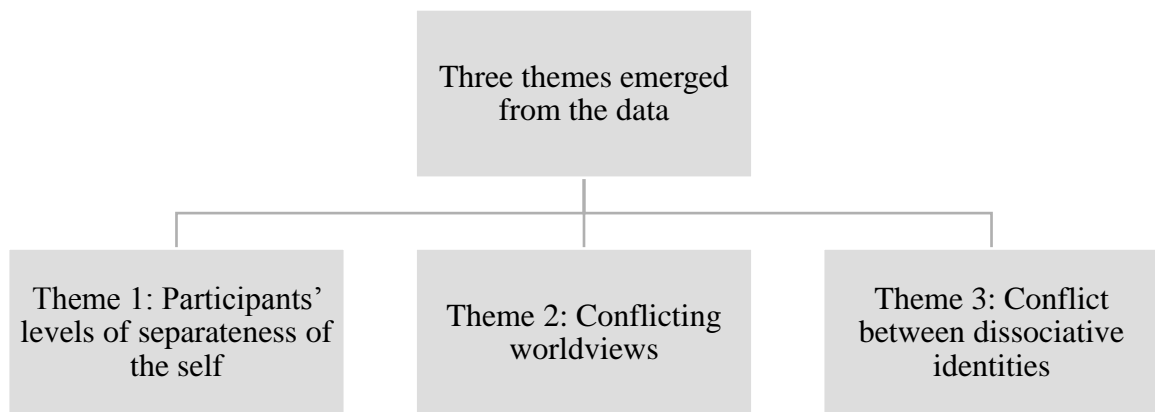 Three themes emerged
from the data
Theme 1: Participants’
levels of separateness of
the self
Theme 2: Conflicting
worldviews
Theme 3: Conflict
between dissociative
identities